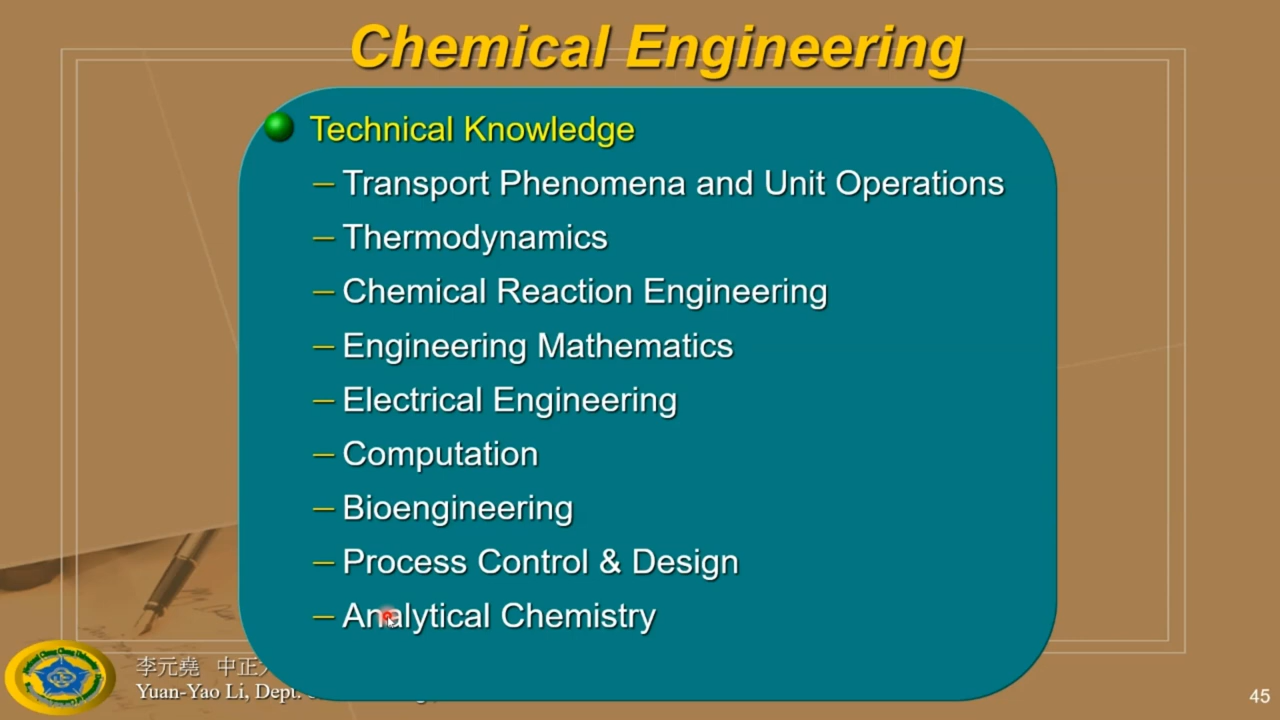 Chemical Engineering
Technical Knowledge
– Transport Phenomena and Unit Operations
– Thermodynamics
– Chemical Reaction Engineering
– Engineering Mathematics
– Electrical Engineering
– Computation
– Bioengineering
– Process Control & Design
– Analytical Chemistry
李元堯 中正
Yuan-Yao Li, Dept.
45